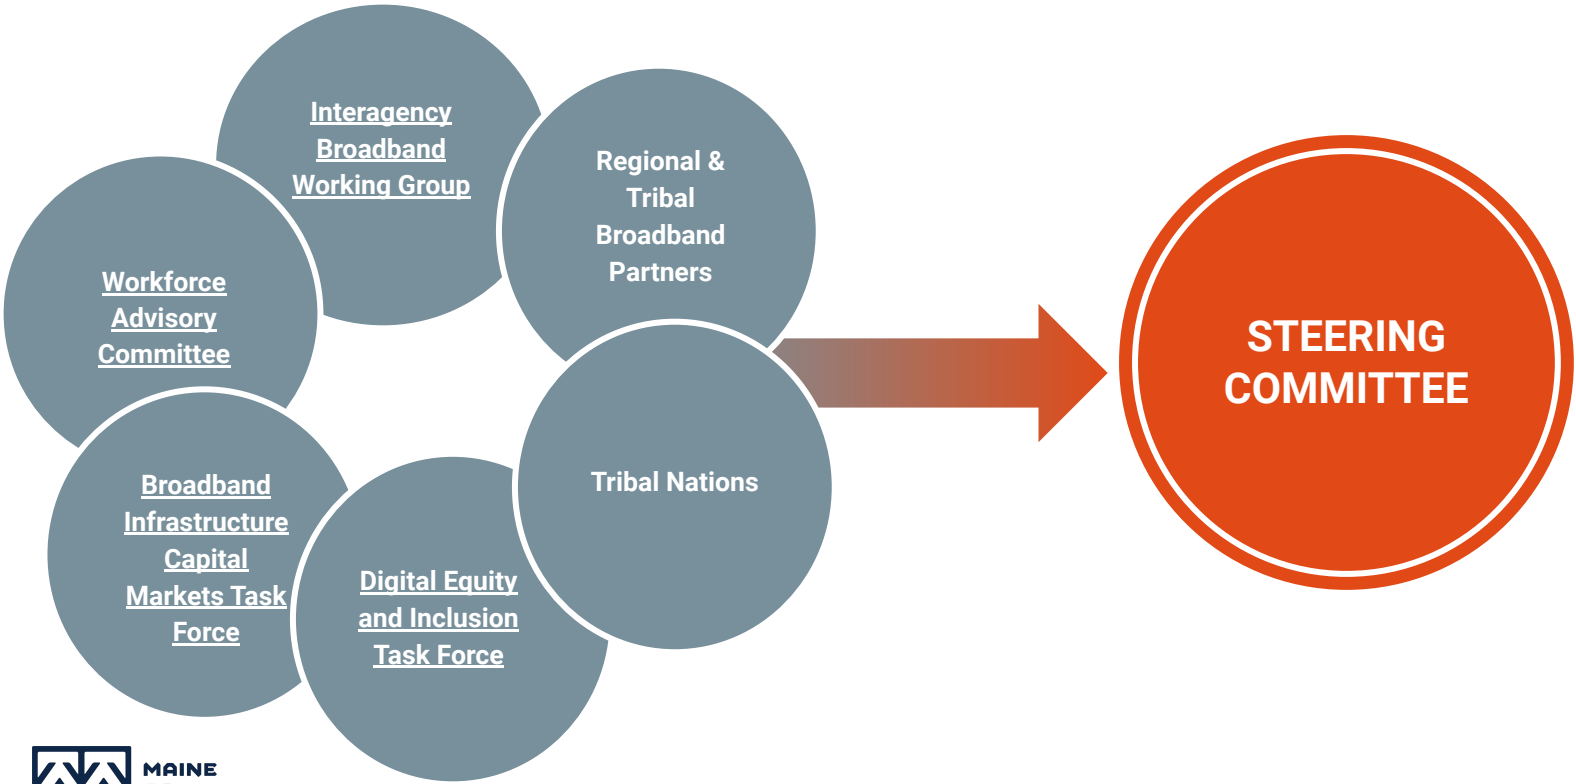 Interagency
Broadband
Working Group
Regional &
Tribal
Broadband
Partners
Workforce
Advisory
Committee
STEERING
COMMITTEE
Tribal Nations
Broadband
Infrastructure
Capital
Markets Task
Force
Digital Equity
and Inclusion
Task Force
MAINE